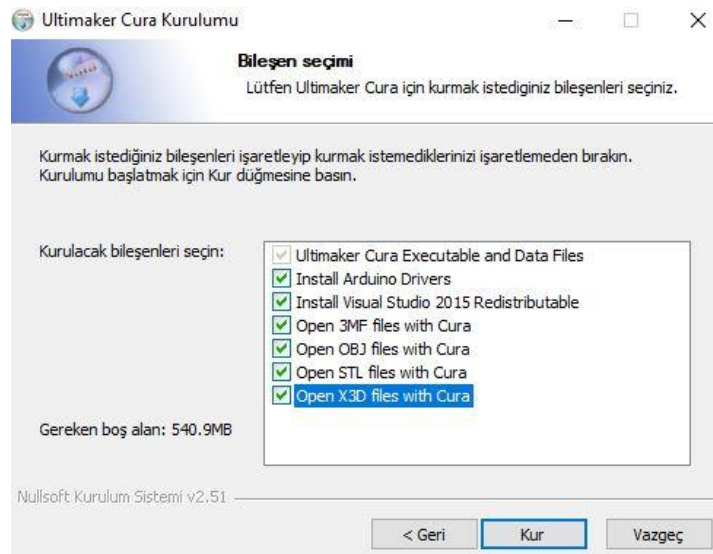 Ultimaker Cura Kurulumu
Bileşen seçimi
Lütfen Ultimaker Cura için kurmak istediginiz bileşenleri seçiniz.
Kurmak istediğiniz bileşenleri işaretleyip kurmak istemediklerinizi işaretlemeden bırakın.
Kurulumu başlatmak için Kur düğmesine basın.
Kurulacak bileşenleri seçin:
Ultimaker Cura Executable and Data Files
Install Arduino Drivers
Install Visual Studio 2015 Redistributable
Open 3MF files with Cura
Open OBJ files with Cura
Open STL files with Cura
Open X3D files with Cura
Gereken boş alan: 540.9MB
Nullsoft Kurulum Sistemi v2.51
< Geri
Kur
Vazgeç